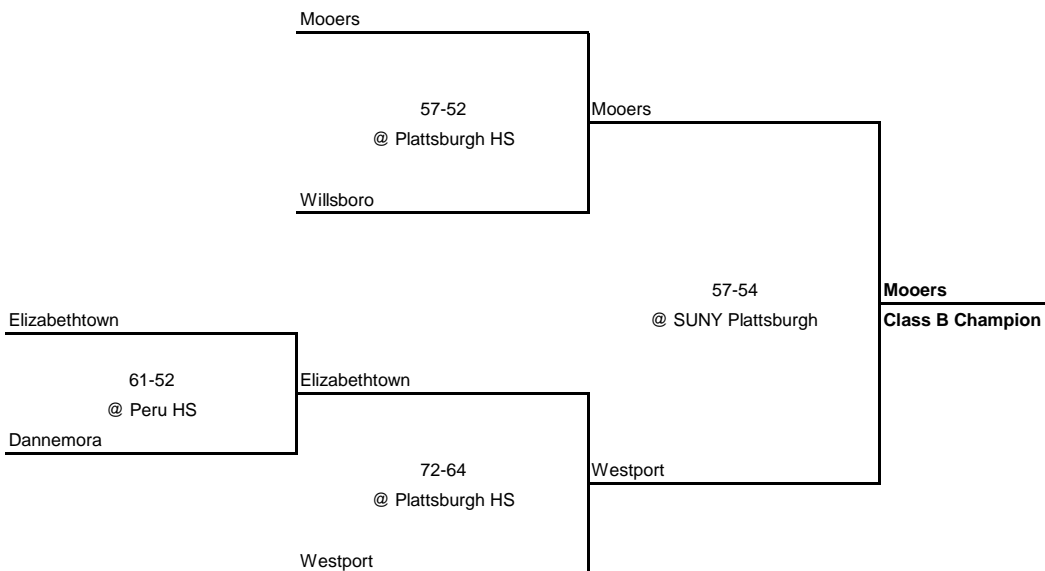 Mooers
57-52
Mooers
@ Plattsburgh HS
Willsboro
57-54
Mooers
Elizabethtown
@ SUNY Plattsburgh
Class B Champion
61-52
Elizabethtown
@ Peru HS
Dannemora
72-64
Westport
@ Plattsburgh HS
Westport